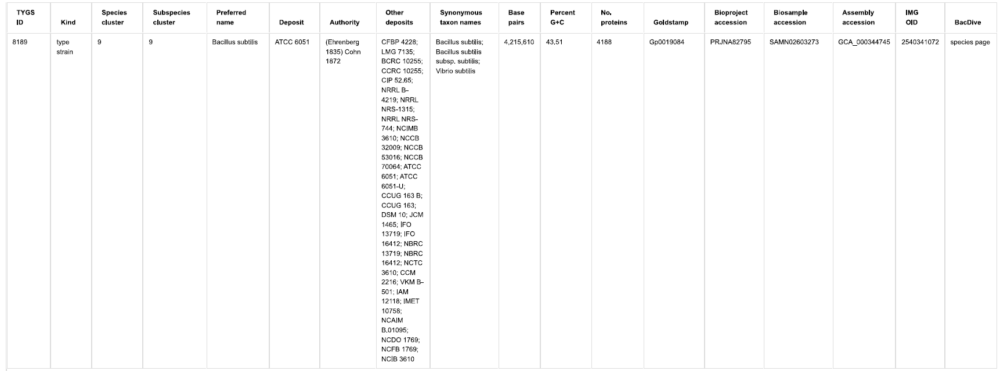 TYGS ID
Kind
Species cluster
Subspecies cluster
Preferred name
Deposit
Authority
Other deposits
Synonymous taxon names
Base pairs
Percent G+C
No. proteins
Goldstamp
Bioproject accession
Biosample accession
Assembly accession
IMG OID
BacDive
8189
type
strain
9
9
Bacillus subtilis
ATCC 6051
(Ehrenberg
1835) Cohn
1872
CFBP 4228;
LMG 7135;
BCRC 10255;
CCRC 10255;
CIP 52.65;
NRRL B-
4219; NRRL
NRS-1315;
NRRL NRS-
744; NCIMB
3610; NCCB
32009; NCCB
53016; NCCB
70064; ATCC
6051; ATCC
6051-U;
CCUG 163 B;
CCUG 163;
DSM 10; JCM
1465; IFO
13719; IFO
16412; NBRC
13719; NBRC
16412; NCTC
3610; CCM
2216; VKM B-
501; IAM
12118; IMET
10758;
NCAIM
B.01095;
NCDO 1769;
NCFB 1769;
NCIB 3610
Bacillus subtilis;
Bacillus subtilis
subsp. subtilis;
Vibrio subtilis
4,215,610
43.51
4188
Gp0019084
PRJNA82795
SAMN02603273
GCA_000344745
2540341072
species page